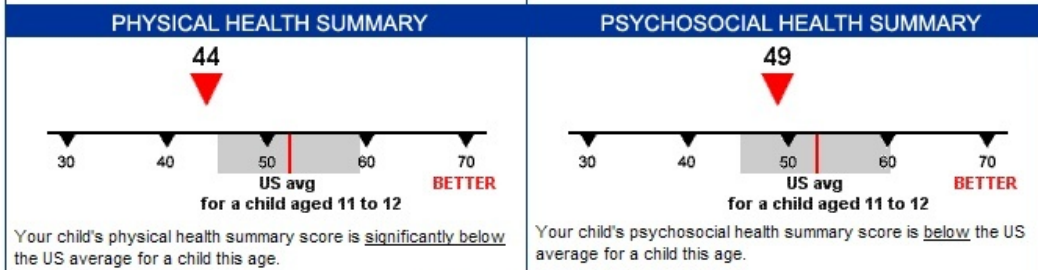 PHYSICAL HEALTH SUMMARY
44
30 40 50 60 70
US avg BETTER
for a child aged 11 to 12
Your child's physical health summary score is significantly below
the US average for a child this age.
PSYCHOSOCIAL HEALTH SUMMARY
49
30 40 50 60 70
US avg BETTER
for a child aged 11 to 12
Your child's psychosocial health summary score is below the US
average for a child this age.